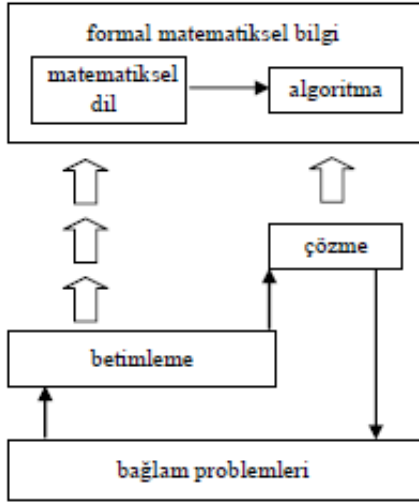 formal matematiksel bilgi
matematiksel
dil
algoritma
çözme
betimleme
bağlam problemleri